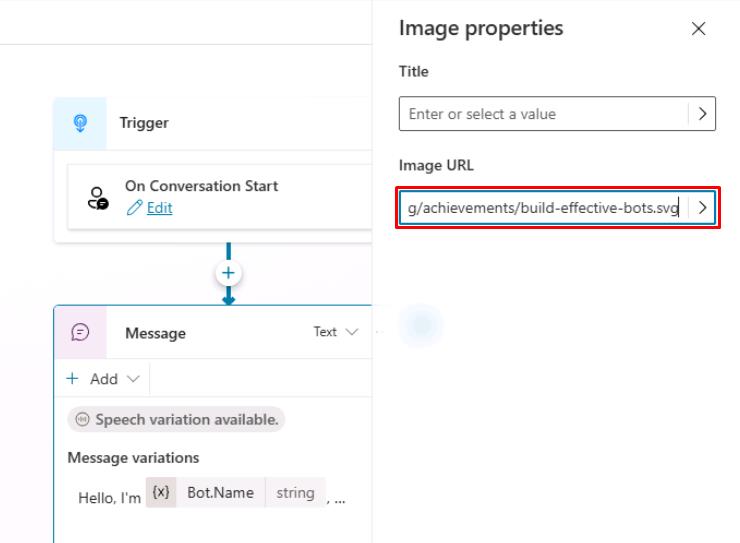 Image properties
Title
Enter or select a value
Image URL
g/achievements/build-effective-bots.svg
Trigger
On Conversation Start
Edit
Message
Text
Add
Speech variation available.
Message variations
Hello, I'm {x} Bot.Name string , ...